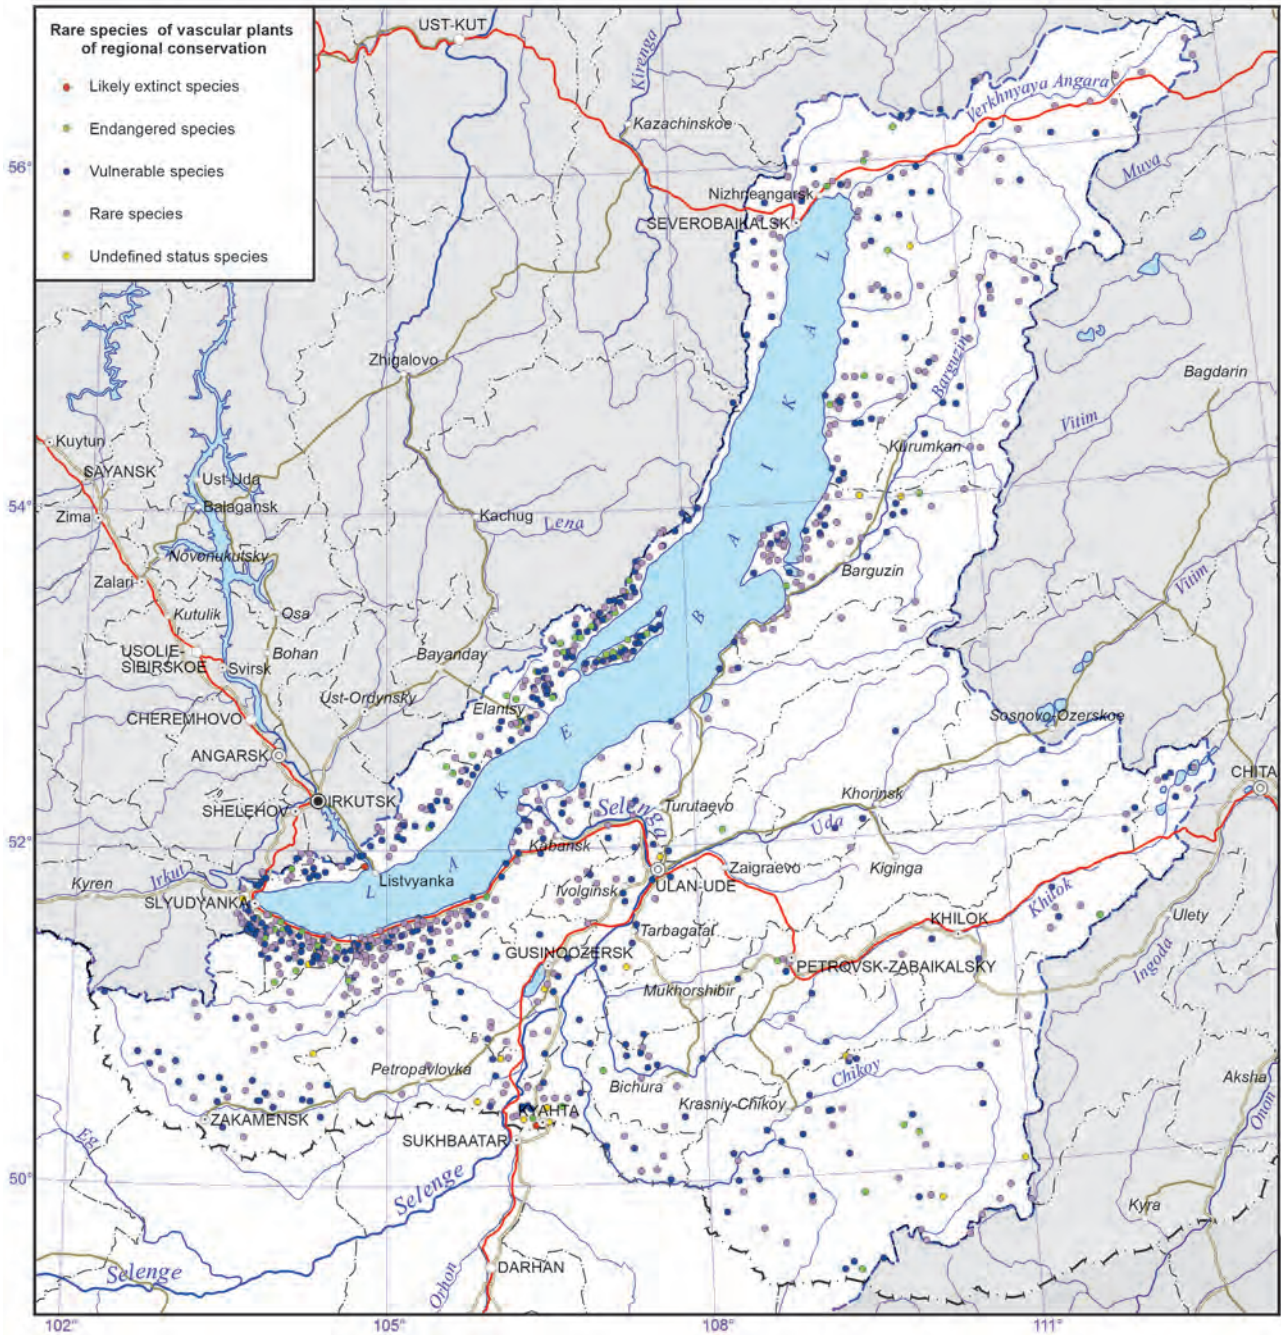 Rare species of vascular plants
of regional conservation
Likely extinct species
Endangered species
Vulnerable species
Rare species
Undefined status species
UST-KUT
Kirenga
Kazachinskoe
Verkhnyaya Angara
Muya
56°
Nizhneangarsk
SEVEROBAIKALSK
Zhigalovo
Barguzin
Bagdarin
Vitim
Kuytun
SAYANSK
Ust-Uda
Balagansk
Kurumkan
54°
Zima
Kachug
Lena
Novonukutsky
Zalari
Barguzin
Vitim
Kutulik
Osa
USOLIE-
SIBIRSKOE
Svirsk
Bohan
Bayanday
Ust-Ordynsky
Elantsy
CHEREMHOVO
Sosnovo-Ozerskoe
ANGARSK
CHITA
SHELEHOV
IRKUTSK
LAKE BAIKAL
Selenga
Turutaevo
Khorinsk
Uda
52°
Kabansk
Kyren
Irkut
Listvyanka
Zaigraevo
Kiginga
SLYUDYANKA
Ivolginsk
ULAN-UDE
Khilok
KHILOK
Ulety
Tarbagatai
GUSINOOZERSK
PETROVSK-ZABAIKALSKY
Ingoda
Mukhorshibir
Petropavlovka
Bichura
Chikoy
Krasniy-Chikoy
Aksha
Onon
ZAKAMENSK
KYAHTA
SUKHBAATAR
Eg
50°
Selenge
Kyra
Selenge
Orhon
DARHAN
102°
105°
108°
111°